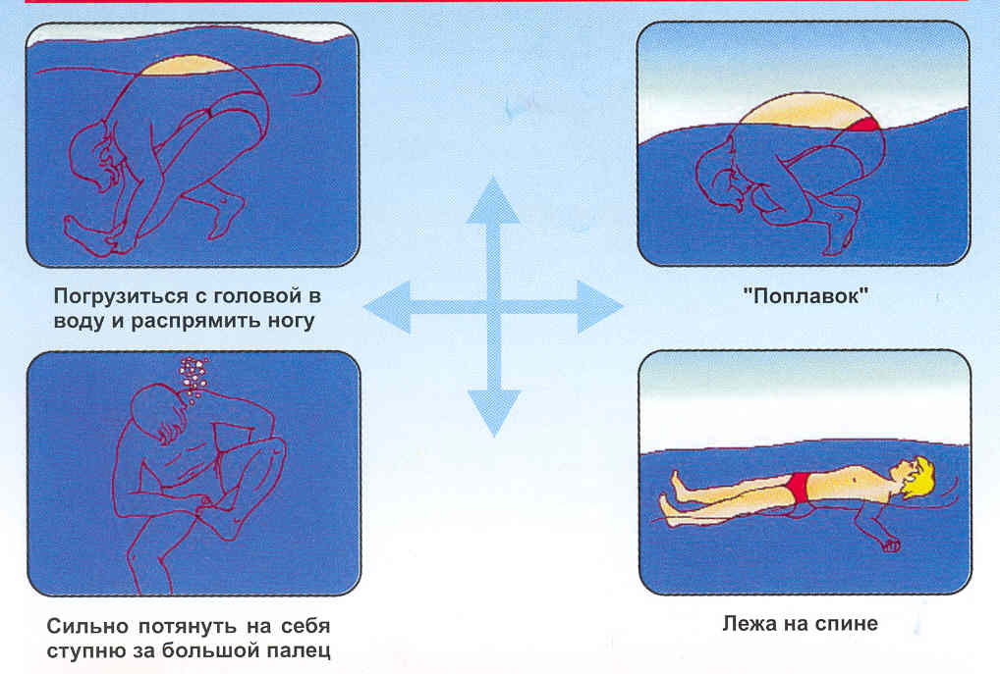 Погрузиться с головой в
воду и распрямить ногу
"Поплавок"
Сильно потянуть на себя
ступню за большой палец
Лежа на спине